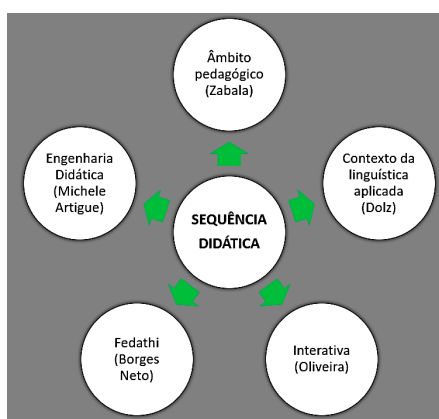 Âmbito
pedagógico
(Zabala)
Engenharia
Didática
(Michele
Artigue)
Contexto da
linguística
aplicada
(Dolz)
SEQUÊNCIA
DIDÁTICA
Fedathi
(Borges
Neto)
Interativa
(Oliveira)